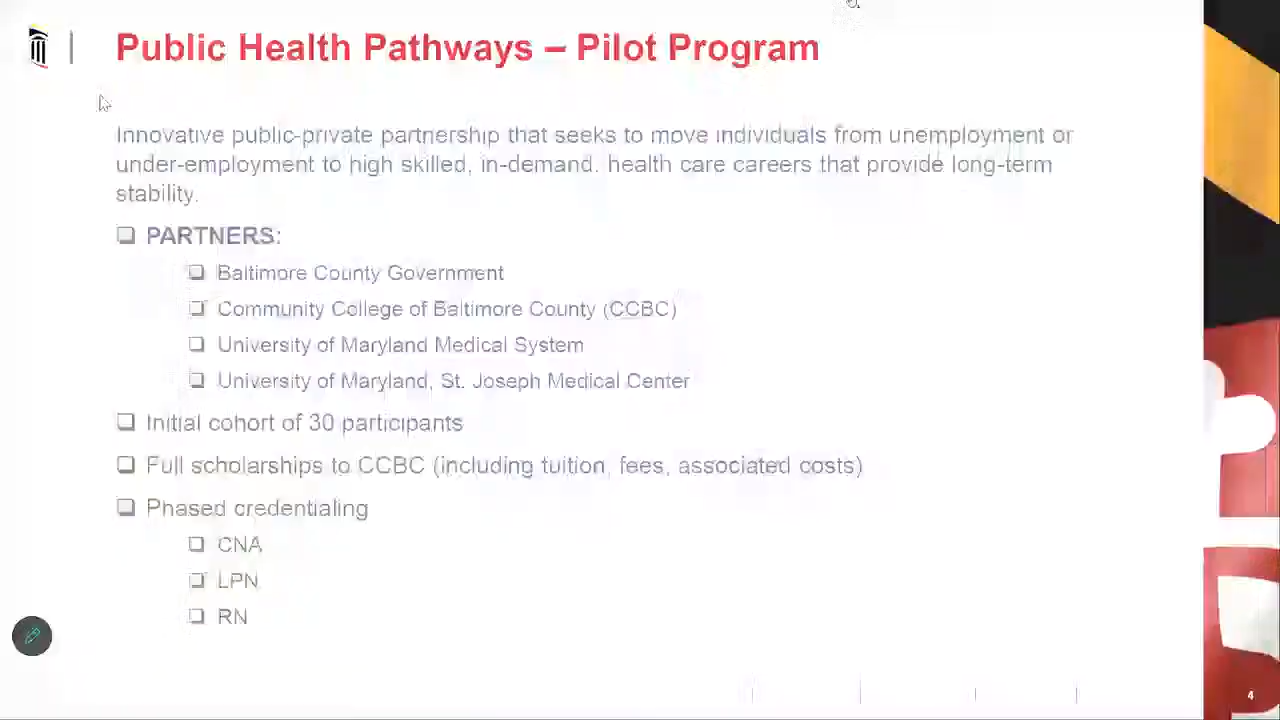 Public Health Pathways – Pilot Program
Innovative public-private partnership that seeks to move individuals from unemployment or
under-employment to high skilled, in-demand. health care careers that provide long-term
stability.
PARTNERS:
Baltimore County Government
Community College of Baltimore County (CCBC)
University of Maryland Medical System
University of Maryland, St. Joseph Medical Center
Initial cohort of 30 participants
Full scholarships to CCBC (including tuition, fees, associated costs)
Phased credentialing
CNA
LPN
RN
4